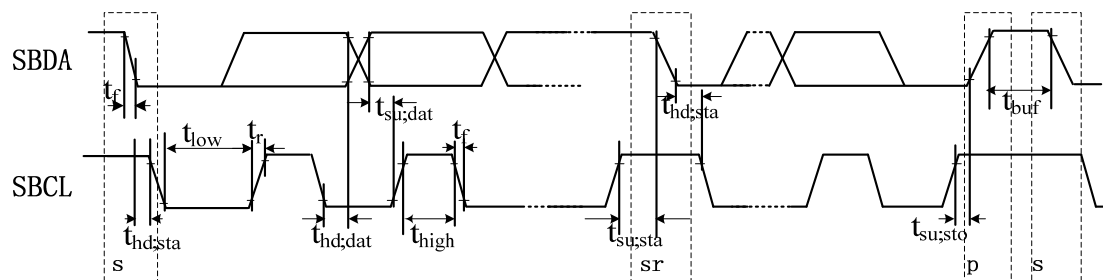 SBDA
t_f
t_su;dat
t_hd;sta
t_buf
t_low
t_r
t_f
SBCL
t_hd;sta
t_hd;dat
t_high
t_su;sta
t_su;sto
s
sr
p
s